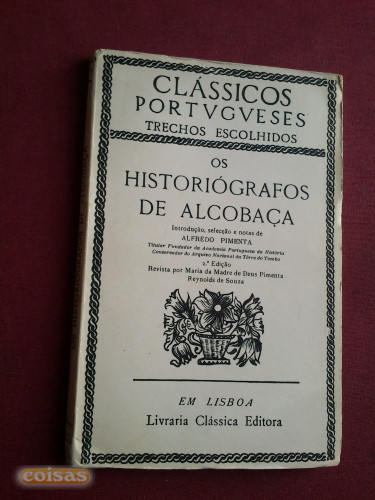 CLÁSSICOS
PORTVGVESES
TRECHOS ESCOLHIDOS
OS
HISTORIÓGRAFOS
DE ALCOBAÇA
Introdução, selecção e notas de
ALFREDO PIMENTA
Titular Fundador da Academia Portuguesa da História
Conservador do Arquivo Nacional da Tôrre do Tombo
2.ª Edição
Revista por Maria da Madre de Deus Pimenta
Reynolds de Souza
EM LISBOA
Livraria Clássica Editora
coisas